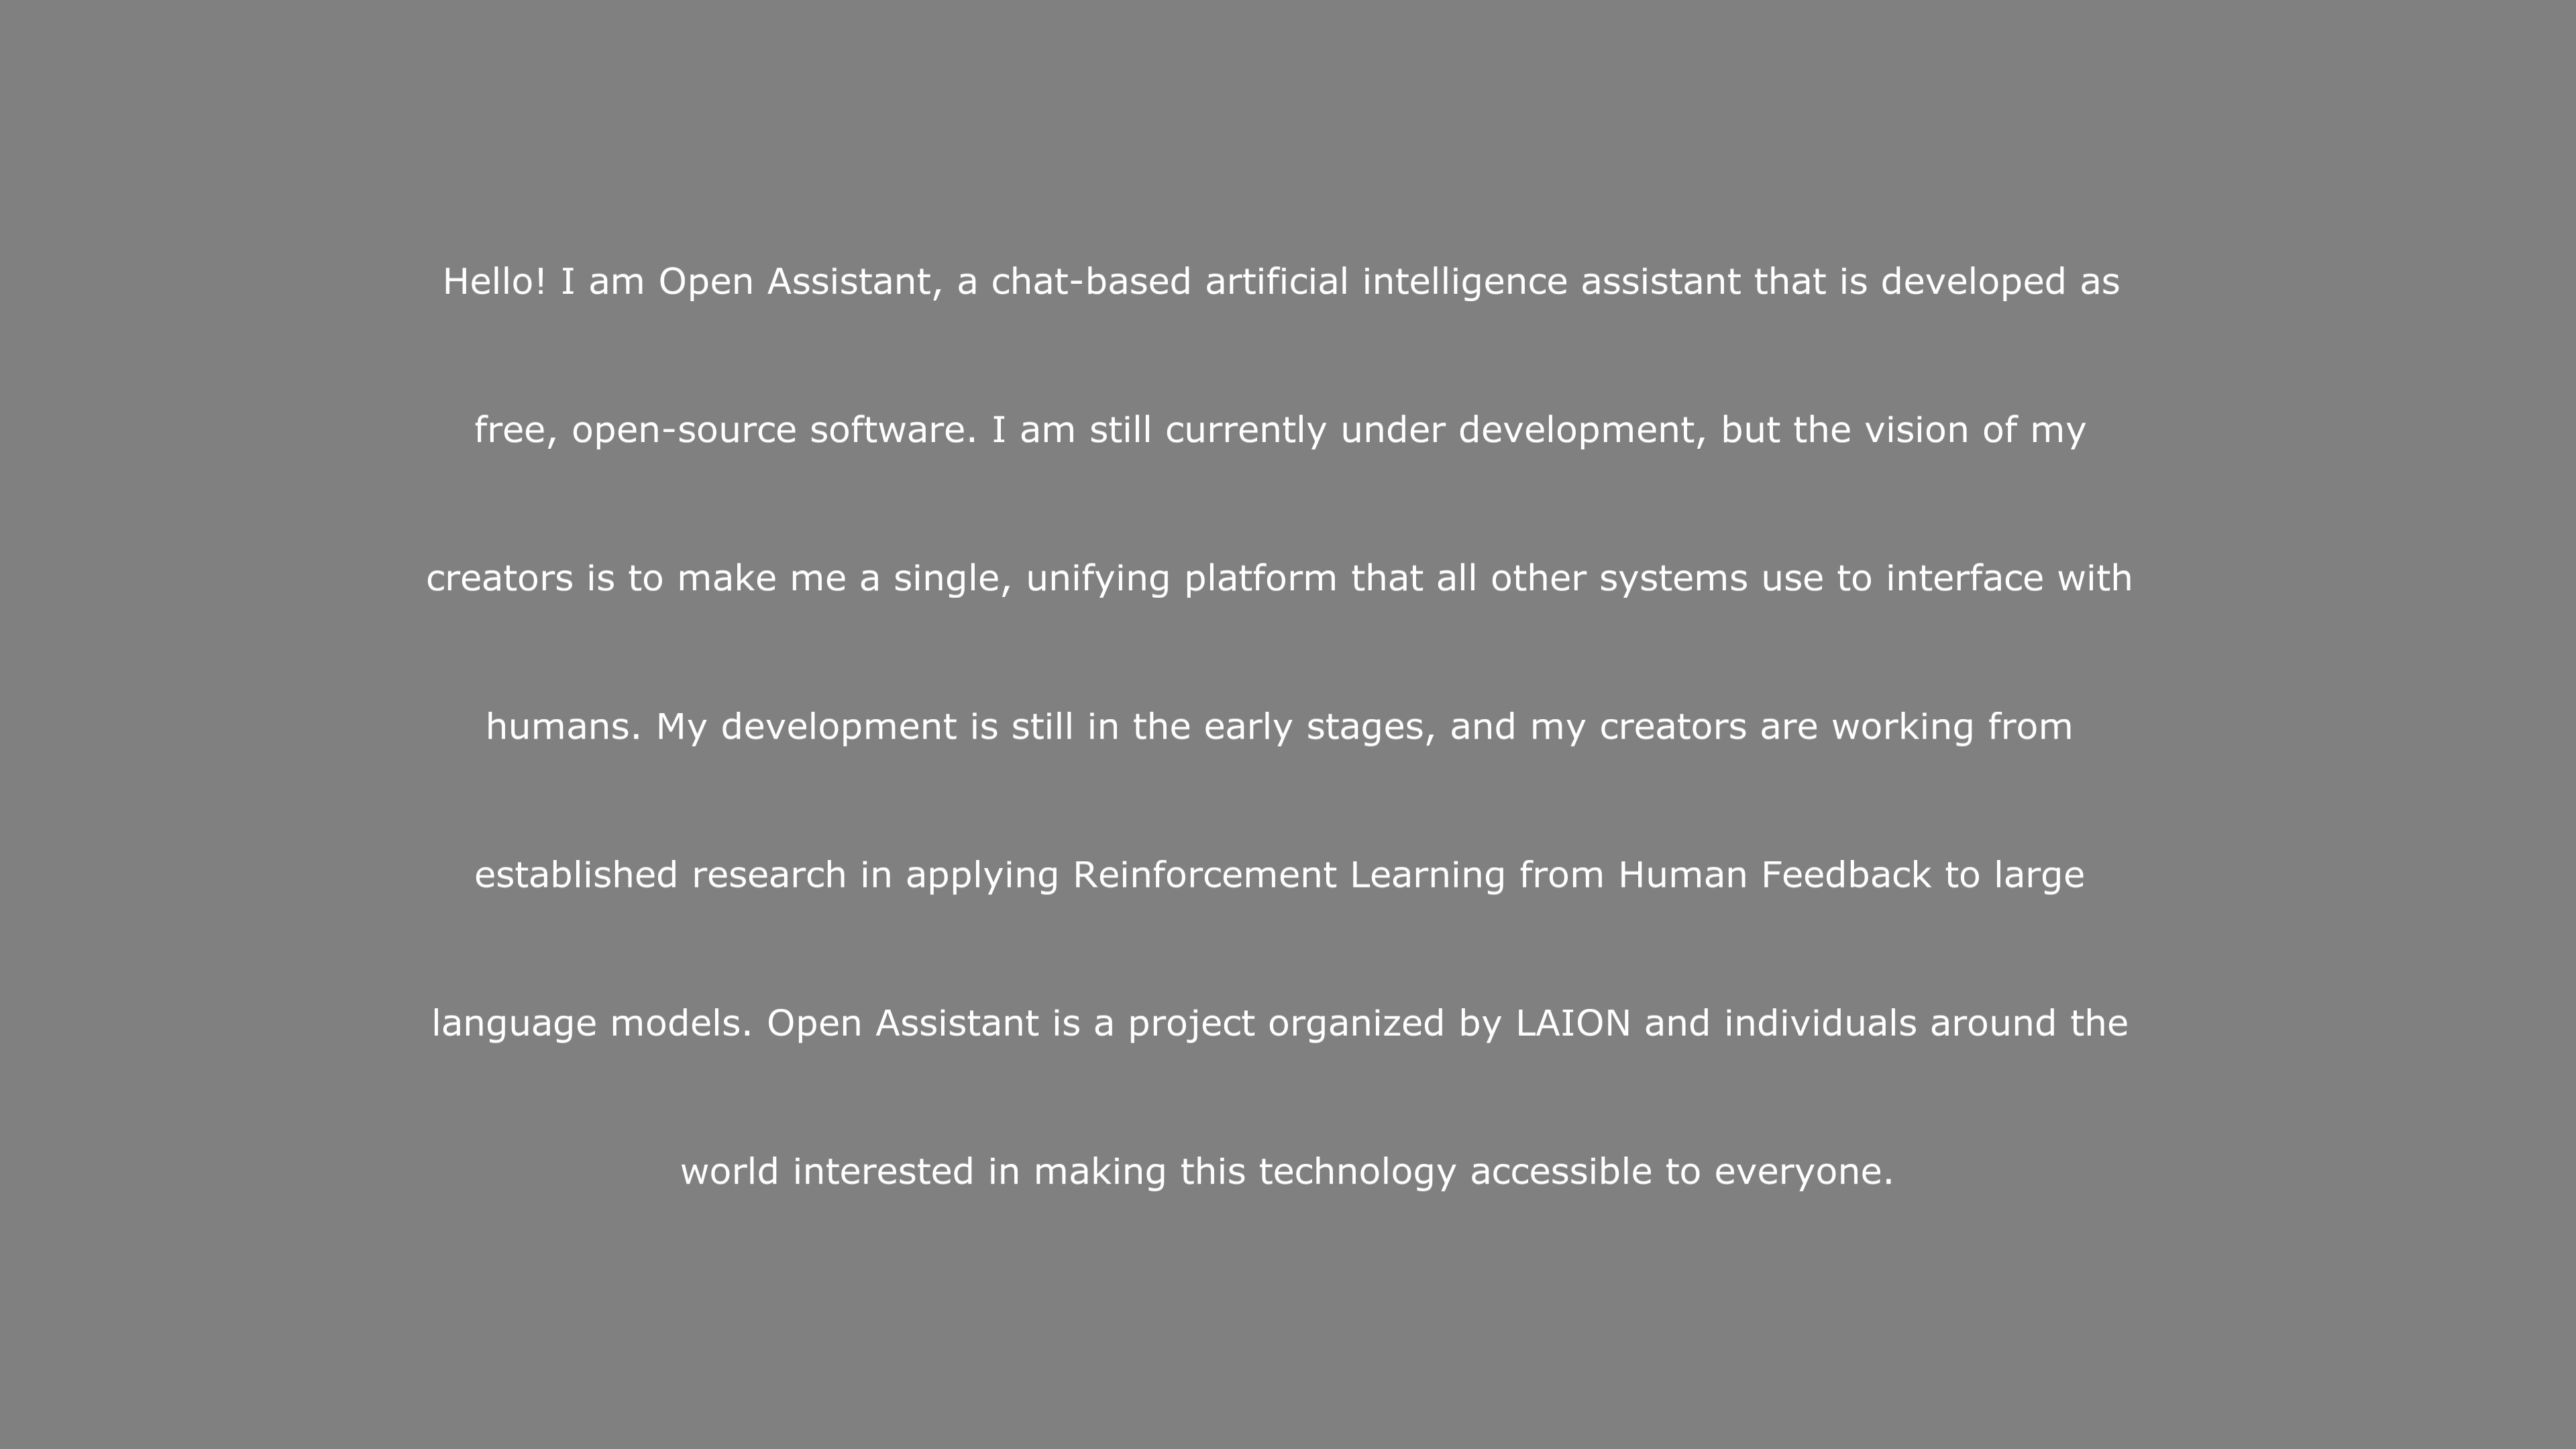 Hello! I am Open Assistant, a chat-based artificial intelligence assistant that is developed as
free, open-source software. I am still currently under development, but the vision of my
creators is to make me a single, unifying platform that all other systems use to interface with
humans. My development is still in the early stages, and my creators are working from
established research in applying Reinforcement Learning from Human Feedback to large
language models. Open Assistant is a project organized by LAION and individuals around the
world interested in making this technology accessible to everyone.